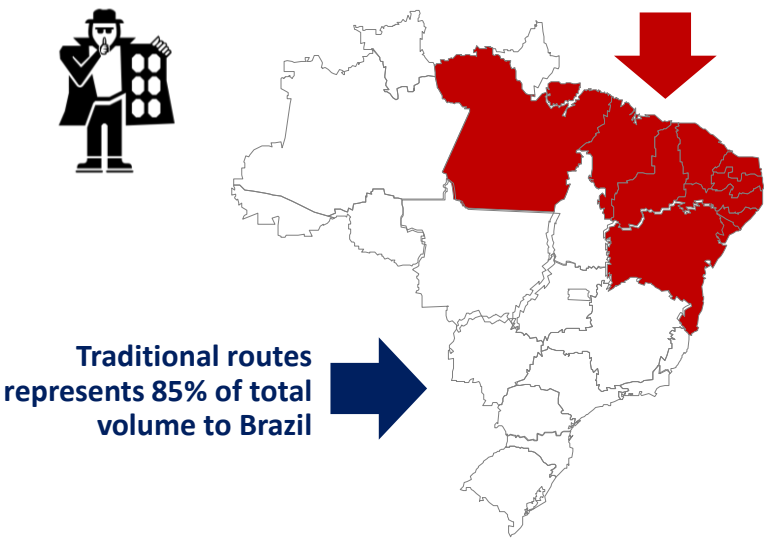 Traditional routes
represents 85% of total
volume to Brazil